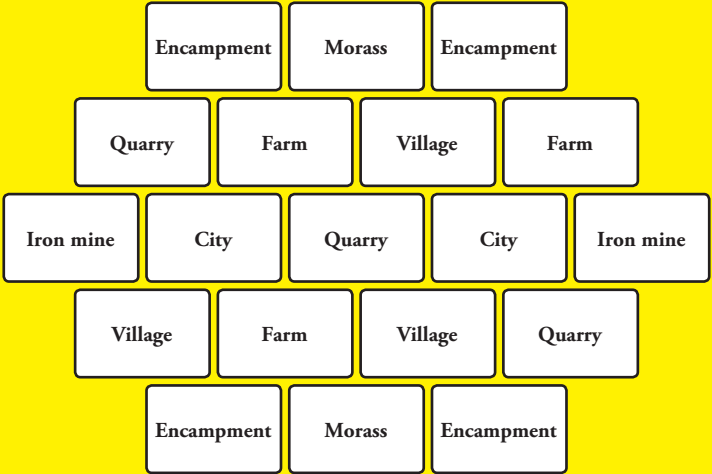 Encampment Morass Encampment
Quarry Farm Village Farm
Iron mine City Quarry City Iron mine
Village Farm Village Quarry
Encampment Morass Encampment